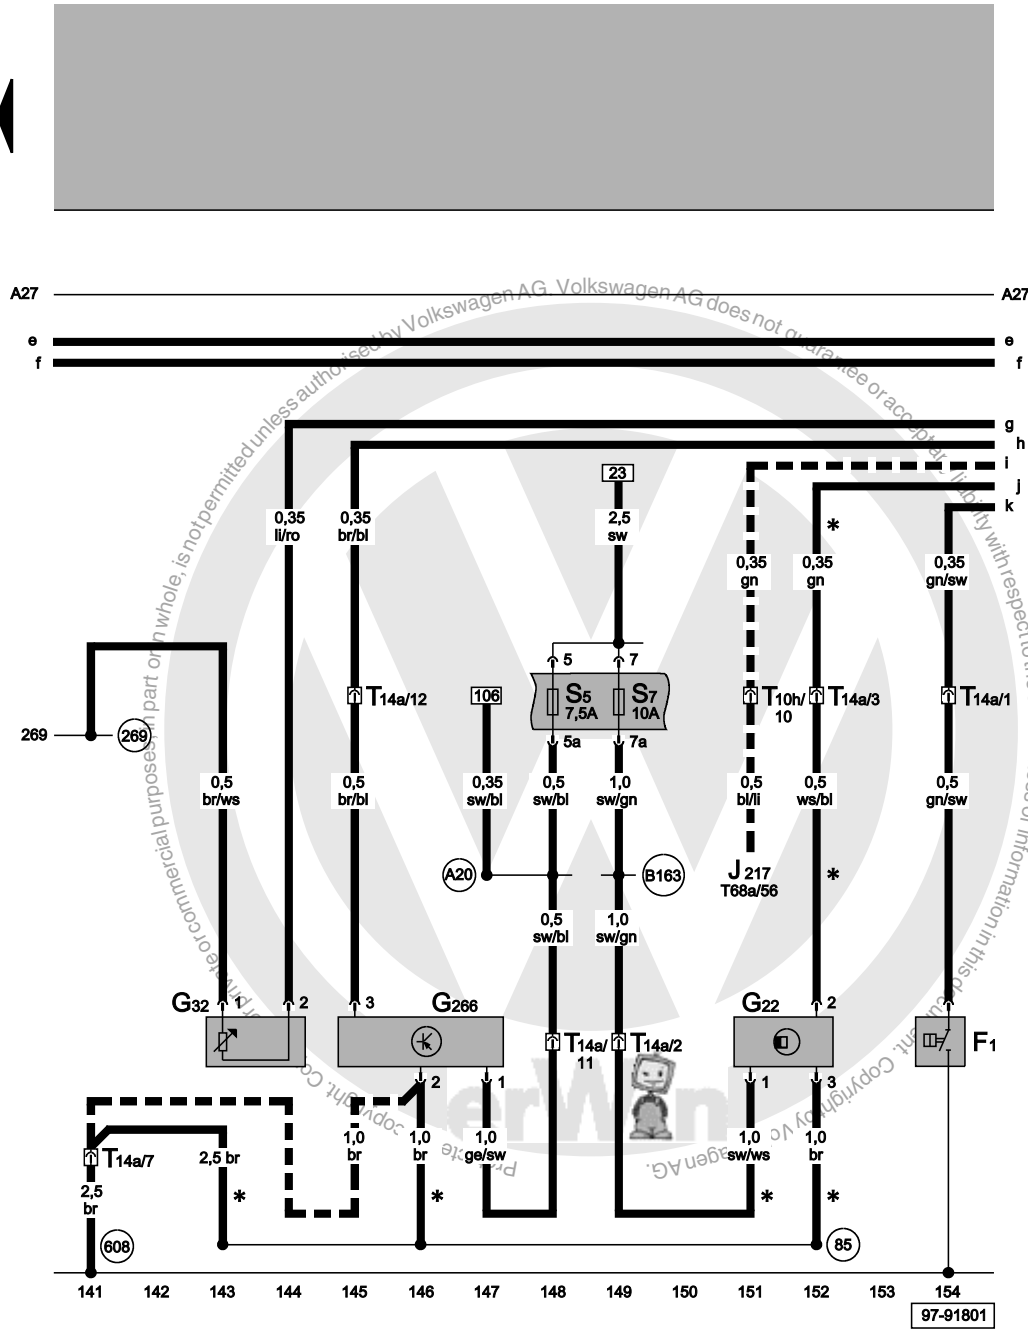 A27 A27
e e
f f
g
h
i
j
k
23
0,35 li/ro
0,35 br/bl
2,5 sw
*
0,35 gn
0,35 gn
0,35 gn/sw
5 7
T14a/12
106
S5 7,5A
S7 10A
T10h/10
T14a/3
T14a/1
269 269
5a 7a
0,5 br/ws
0,5 br/bl
0,35 sw/bl
0,5 sw/bl
1,0 sw/gn
0,5 bl/li
0,5 ws/bl
0,5 gn/sw
A20 B163
J217 T68a/56
*
0,5 sw/bl
1,0 sw/gn
G32 1 2 3 G266 G22 2
T14a/11
T14a/2
F1
2 1 1 3
T14a/7
2,5 br
1,0 br
1,0 br
1,0 ge/sw
1,0 sw/ws
1,0 br
2,5 br
* * * *
608 85
141 142 143 144 145 146 147 148 149 150 151 152 153 154
97-91801